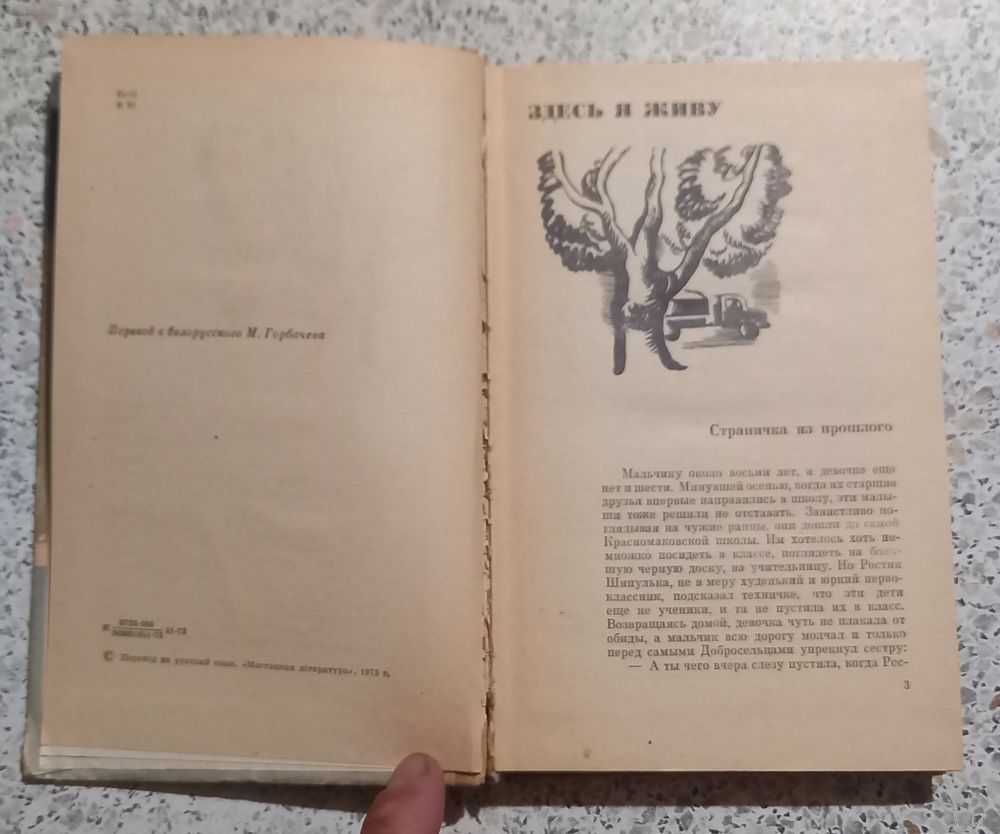 Перевод с белорусского М. Горбачева
© Перевод на русский язык. «Мастацкая літаратура», 1973 г.
ЗДЕСЬ Я ЖИВУ
Страничка из прошлого
Мальчику около восьми лет, а девочке еще
нет и шести. Минувшей осенью, когда их старшие
друзья впервые направились в школу, эти малы-
ши тоже решили не отставать. Завистливо по-
глядывая на чужие ранцы, они дошли до самой
Красномаковской школы. Им хотелось хоть не-
множко посидеть в классе, поглядеть на боль-
шую черную доску, на учительницу. Но Ростик
Шипулька, не в меру худенький и юркий перво-
классник, подсказал техничке, что эти дети
еще не ученики, и та не пустила их в класс.
Возвращаясь домой, девочка чуть не плакала от
обиды, а мальчик всю дорогу молчал и только
перед самыми Добросельцами упрекнул сестру:
— А ты чего вчера слезу пустила, когда Рос-
3